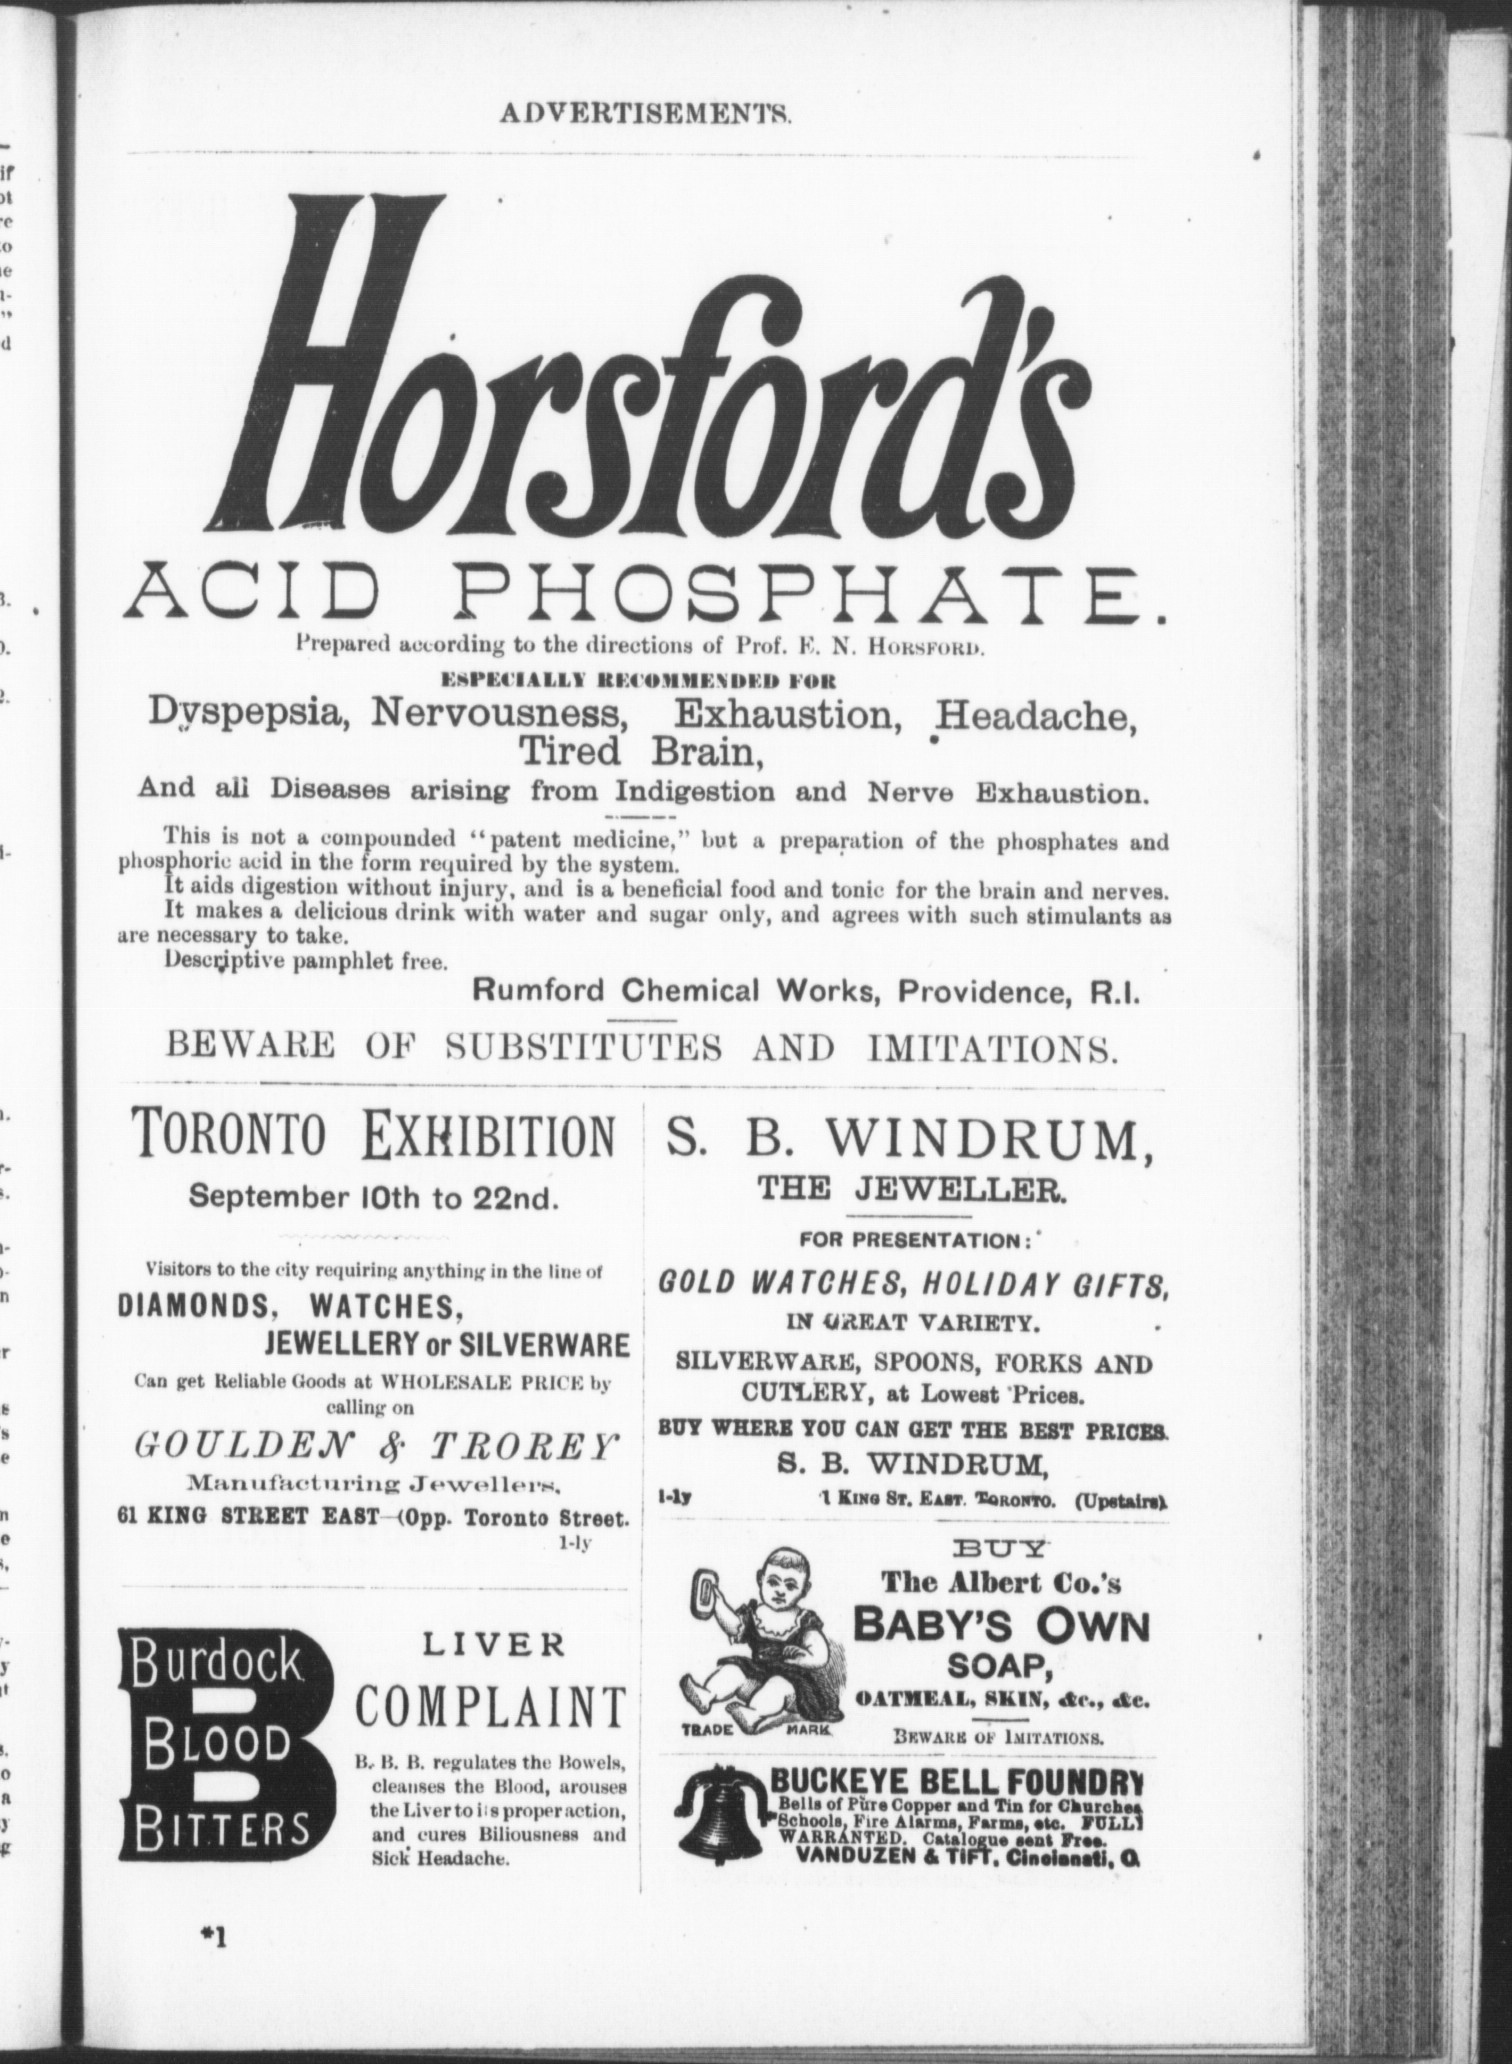 ADVERTISEMENTS.
Horsford's
ACID PHOSPHATE.
Prepared according to the directions of Prof. E. N. HORSFORD.
ESPECIALLY RECOMMENDED FOR
Dyspepsia, Nervousness, Exhaustion, Headache,
Tired Brain,
And all Diseases arising from Indigestion and Nerve Exhaustion.
This is not a compounded "patent medicine," but a preparation of the phosphates and
phosphoric acid in the form required by the system.
It aids digestion without injury, and is a beneficial food and tonic for the brain and nerves.
It makes a delicious drink with water and sugar only, and agrees with such stimulants as
are necessary to take.
Descriptive pamphlet free.
Rumford Chemical Works, Providence, R.I.
BEWARE OF SUBSTITUTES AND IMITATIONS.
TORONTO EXHIBITION
September 10th to 22nd.
Visitors to the city requiring anything in the line of
DIAMONDS, WATCHES,
JEWELLERY or SILVERWARE
Can get Reliable Goods at WHOLESALE PRICE by
calling on
GOULDEN & TROREY
Manufacturing Jewellers,
61 KING STREET EAST—(Opp. Toronto Street.
1-ly
Burdock
BLOOD
BITTERS
LIVER
COMPLAINT
B. B. B. regulates the Bowels,
cleanses the Blood, arouses
the Liver to its proper action,
and cures Biliousness and
Sick Headache.
S. B. WINDRUM,
THE JEWELLER.
FOR PRESENTATION:
GOLD WATCHES, HOLIDAY GIFTS,
IN GREAT VARIETY.
SILVERWARE, SPOONS, FORKS AND
CUTLERY, at Lowest Prices.
BUY WHERE YOU CAN GET THE BEST PRICES.
S. B. WINDRUM,
1-ly 1 KING ST. EAST. TORONTO. (Upstairs).
BUY
The Albert Co.'s
BABY'S OWN
SOAP,
OATMEAL, SKIN, &c., &c.
BEWARE OF IMITATIONS.
TRADE MARK
BUCKEYE BELL FOUNDRY
Bells of Pure Copper and Tin for Churches
Schools, Fire Alarms, Farms, etc. FULLY
WARRANTED. Catalogue sent Free.
VANDUZEN & TIFT, Cincinnati, O.
*1